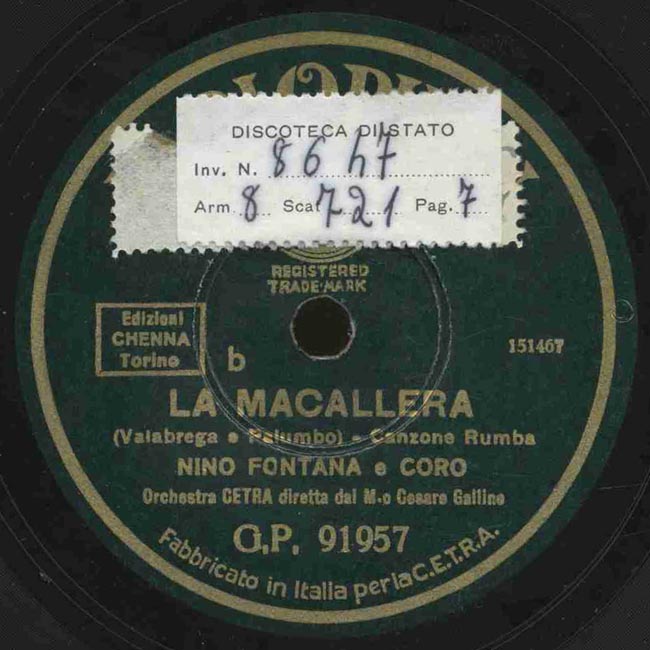 DISCOTECA DI STATO
Inv. N. 8647
Arm 8 Scat 721 Pag. 7
REGISTERED
TRADE-MARK
Edizioni
CHENNA
Torino
b
151467
LA MACALLERA
(Valabrega e Palumbo) - Canzone Rumba
NINO FONTANA e CORO
Orchestra CETRA diretta dal M.o Cesare Gallino
G.P. 91957
Fabbricato in Italia per la C.E.T.R.A.